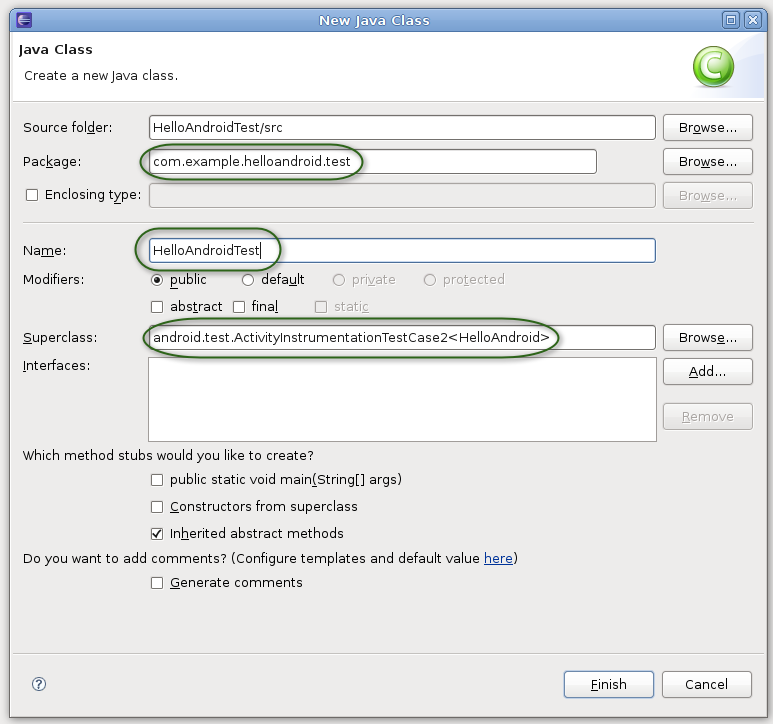 New Java Class
Java Class
Create a new Java class.
C
Source folder: HelloAndroidTest/src Browse...
Package: com.example.helloandroid.test Browse...
Enclosing type: Browse...
Name: HelloAndroidTest
Modifiers: public default private protected
abstract final static
Superclass: android.test.ActivityInstrumentationTestCase2<HelloAndroid> Browse...
Interfaces: Add...
Remove
Which method stubs would you like to create?
public static void main(String[] args)
Constructors from superclass
Inherited abstract methods
Do you want to add comments? (Configure templates and default value here)
Generate comments
? Finish Cancel